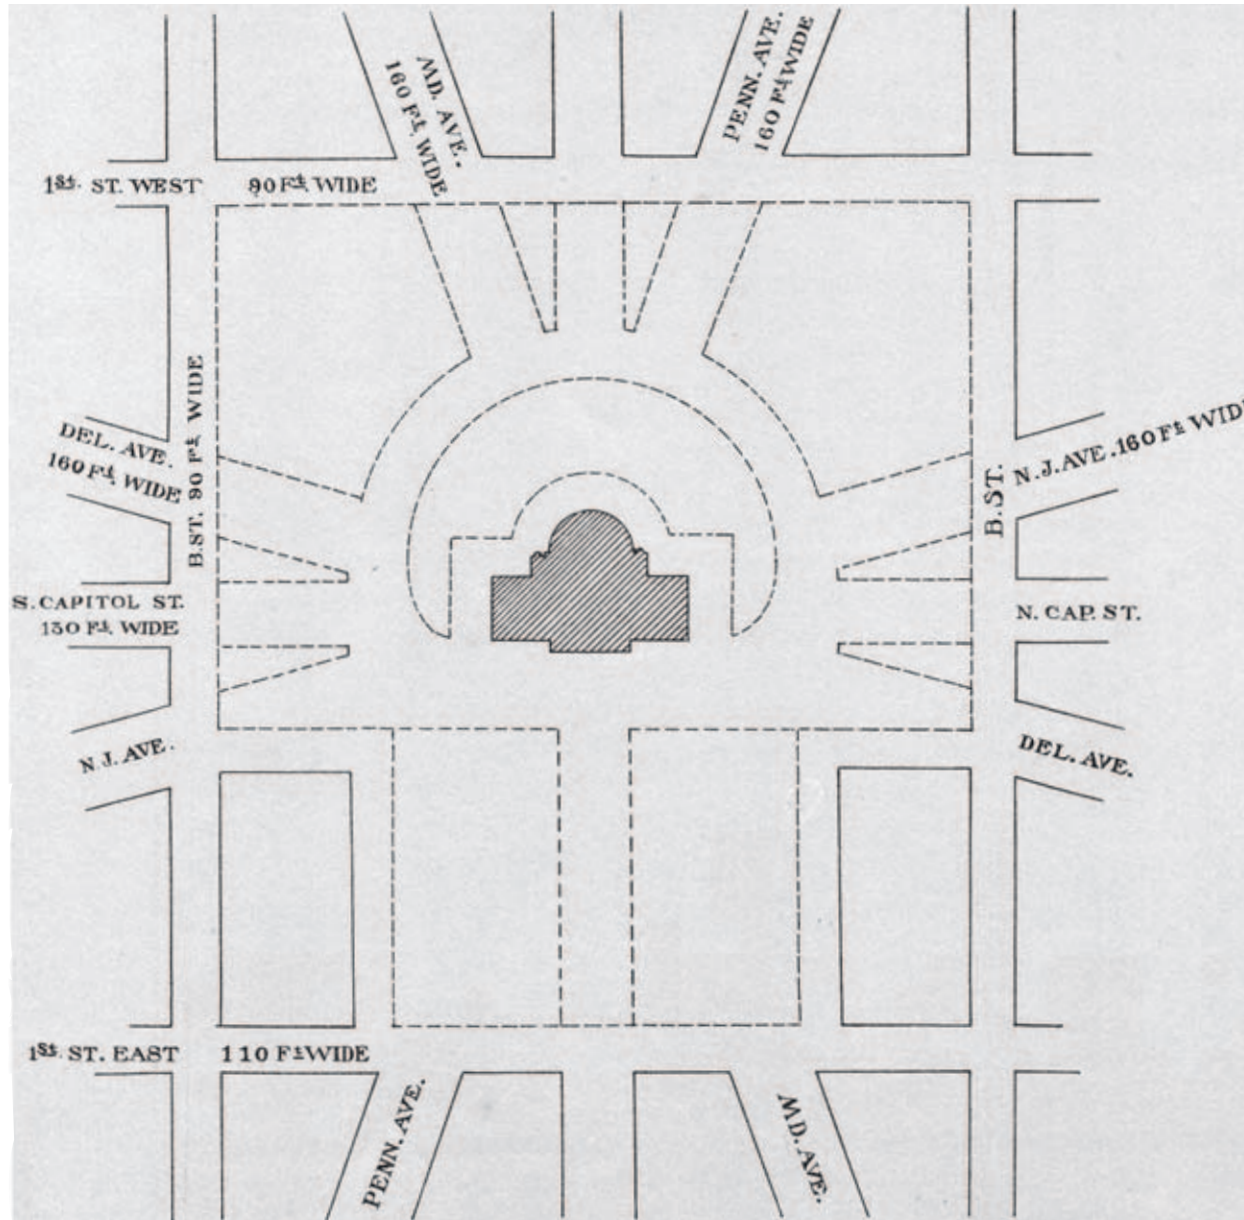 MD. AVE.
160 Ft. WIDE
PENN. AVE.
160 Ft. WIDE
1St. ST. WEST 90 Ft. WIDE
DEL. AVE.
160 Ft. WIDE
B.ST. 90 Ft. WIDE
B.ST.
N.J. AVE. 160 Ft. WIDE
S. CAPITOL ST.
130 Ft. WIDE
N. CAP. ST.
N.J. AVE.
DEL. AVE.
1St. ST. EAST 110 Ft. WIDE
PENN. AVE.
MD. AVE.